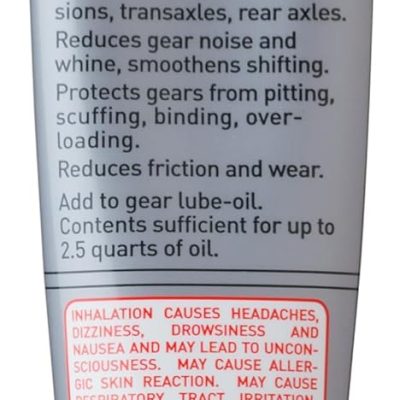 sions, transaxles, rear axles.
Reduces gear noise and
whine, smoothens shifting.
Protects gears from pitting,
scuffing, binding, over-
loading.
Reduces friction and wear.
Add to gear lube-oil.
Contents sufficient for up to
2.5 quarts of oil.
INHALATION CAUSES HEADACHES,
DIZZINESS, DROWSINESS AND
NAUSEA AND MAY LEAD TO UNCON-
SCIOUSNESS. MAY CAUSE ALLER-
GIC SKIN REACTION. MAY CAUSE
RESPIRATORY TRACT IRRITATION,